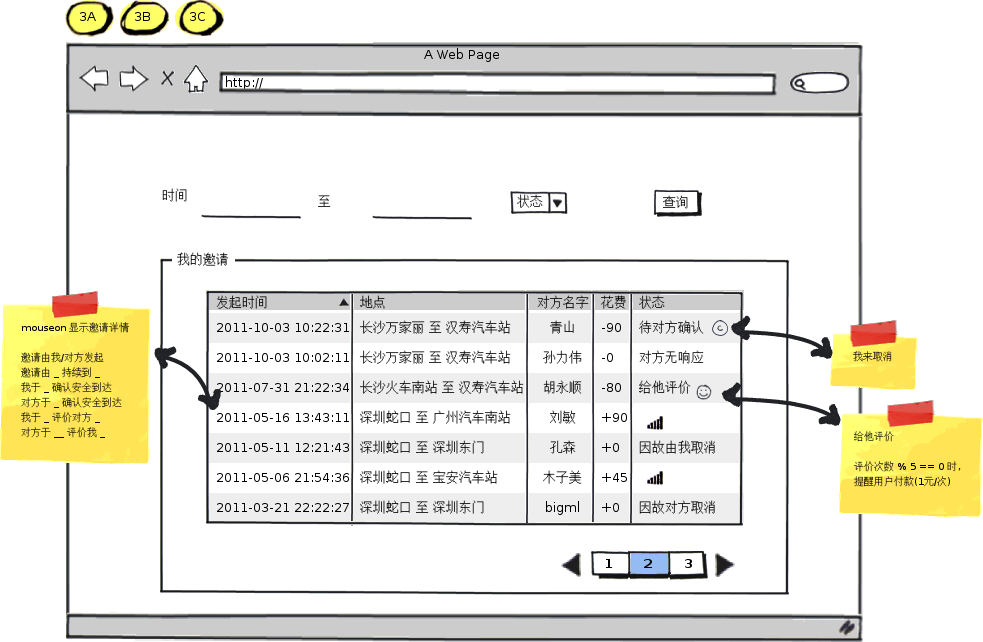 3A 3B 3C
A Web Page
http://
时间 至 状态 查询
我的邀请
发起时间 地点 对方名字 花费 状态
2011-10-03 10:22:31 长沙万家丽 至 汉寿汽车站 青山 -90 待对方确认
2011-10-03 10:02:11 长沙万家丽 至 汉寿汽车站 孙力伟 -0 对方无响应
2011-07-31 21:22:34 长沙火车南站 至 汉寿汽车站 胡永顺 -80 给他评价
2011-05-16 13:43:11 深圳蛇口 至 广州汽车南站 刘敏 +90
2011-05-11 12:21:43 深圳蛇口 至 深圳东门 孔森 +0 因故由我取消
2011-05-06 21:54:36 深圳蛇口 至 宝安汽车站 木子美 +45
2011-03-21 22:22:27 深圳蛇口 至 深圳东门 bigml +0 因故对方取消
1 2 3
mouseon 显示邀请详情
邀请由我/对方发起
邀请由 _ 持续到 _
我于 _ 确认安全到达
对方于 _ 确认安全到达
我于 _ 评价对方 _
对方于 __ 评价我 _
我来取消
给他评价
评价次数 % 5 == 0 时，
提醒用户付款(1元/次)